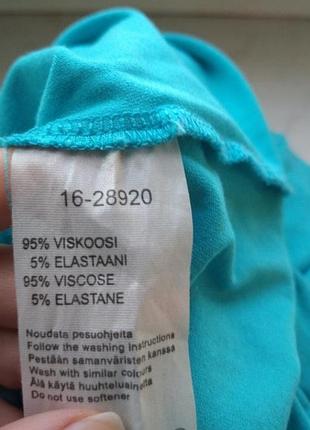 16-28920
95% VISKOOSI
5% ELASTAANI
95% VISCOSE
5% ELASTANE
Noudata pesuohjeita
Follow the washing instructions
Pestään samanväristen kanssa
Wash with similar colours
Älä käytä huuhteluainetta
Do not use softener